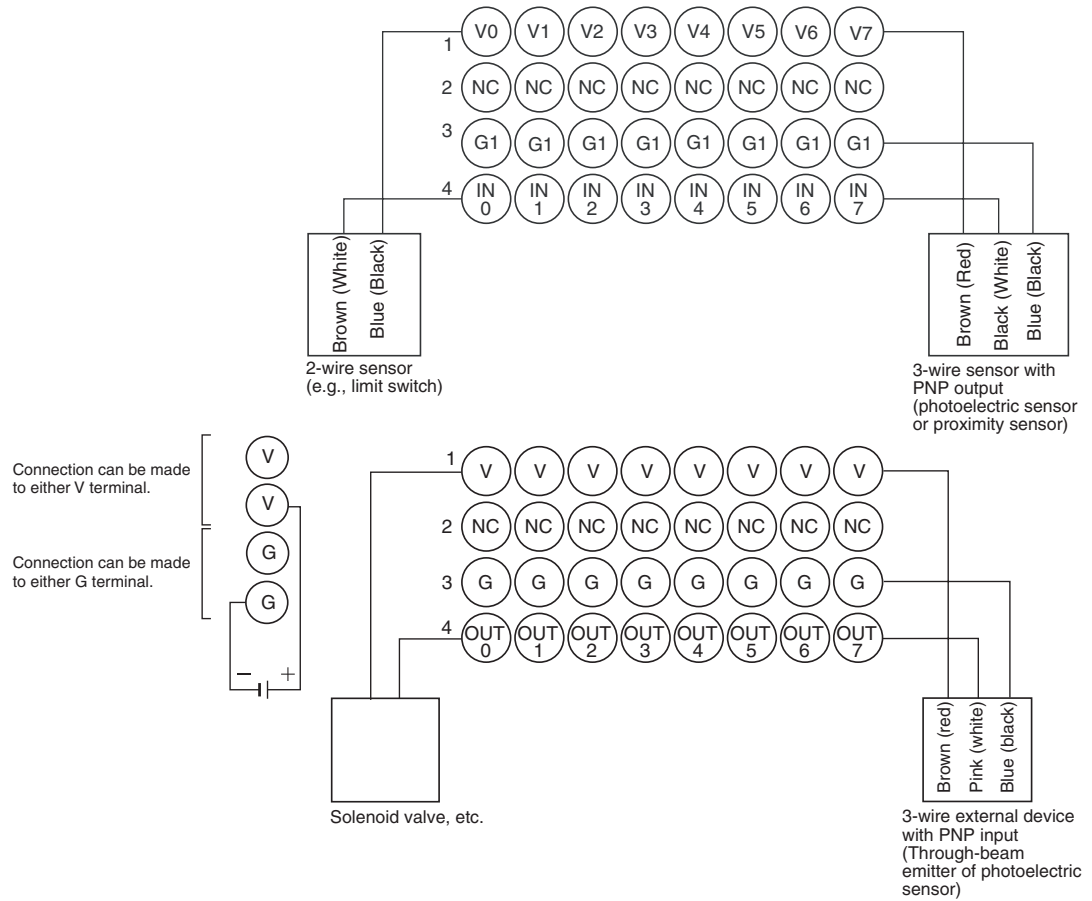 1 V0 V1 V2 V3 V4 V5 V6 V7
2 NC NC NC NC NC NC NC NC
3 G1 G1 G1 G1 G1 G1 G1 G1
4 IN 0 IN 1 IN 2 IN 3 IN 4 IN 5 IN 6 IN 7
Brown (White)
Blue (Black)
2-wire sensor
(e.g., limit switch)
Brown (Red)
Black (White)
Blue (Black)
3-wire sensor with
PNP output
(photoelectric sensor
or proximity sensor)
Connection can be made
to either V terminal.
V
V
Connection can be made
to either G terminal.
G
G
− +
1 V V V V V V V V
2 NC NC NC NC NC NC NC NC
3 G G G G G G G G
4 OUT 0 OUT 1 OUT 2 OUT 3 OUT 4 OUT 5 OUT 6 OUT 7
Solenoid valve, etc.
Brown (red)
Pink (white)
Blue (black)
3-wire external device
with PNP input
(Through-beam
emitter of photoelectric
sensor)